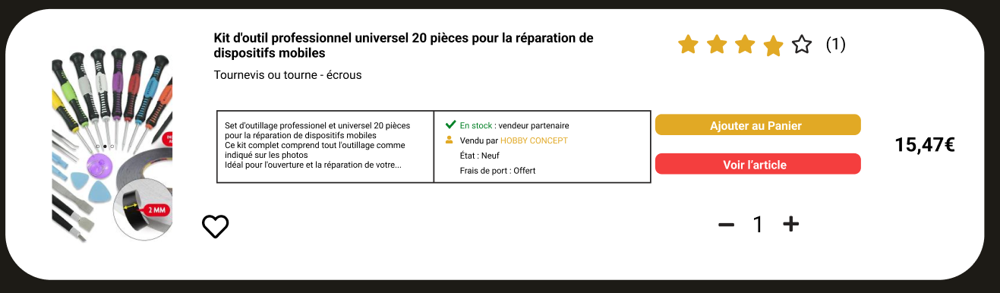 Kit d'outil professionnel universel 20 pièces pour la réparation de
dispositifs mobiles
(1)
Tournevis ou tourne - écrous
Set d'outillage professionel et universel 20 pièces
pour la réparation de dispositifs mobiles
Ce kit complet comprend tout l'outillage comme
indiqué sur les photos
Idéal pour l'ouverture et la réparation de votre...
En stock : vendeur partenaire
Vendu par HOBBY CONCEPT
État : Neuf
Frais de port : Offert
Ajouter au Panier
Voir l'article
15,47€
2 MM
1